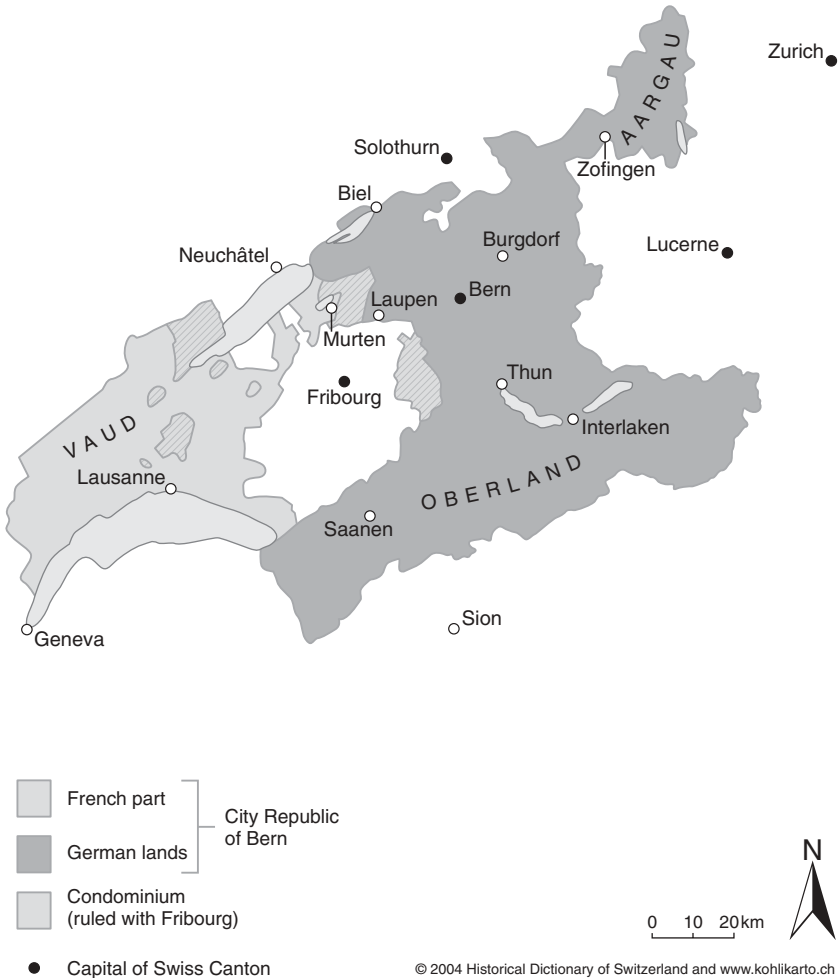 Zurich
AARGAU
Solothurn
Zofingen
Biel
Burgdorf
Lucerne
Neuchâtel
Bern
Laupen
Murten
Thun
Fribourg
Interlaken
VAUD
Lausanne
OBERLAND
Saanen
Sion
Geneva
French part
City Republic
of Bern
German lands
Condominium
(ruled with Fribourg)
Capital of Swiss Canton
N
0 10 20km
© 2004 Historical Dictionary of Switzerland and www.kohlikarto.ch